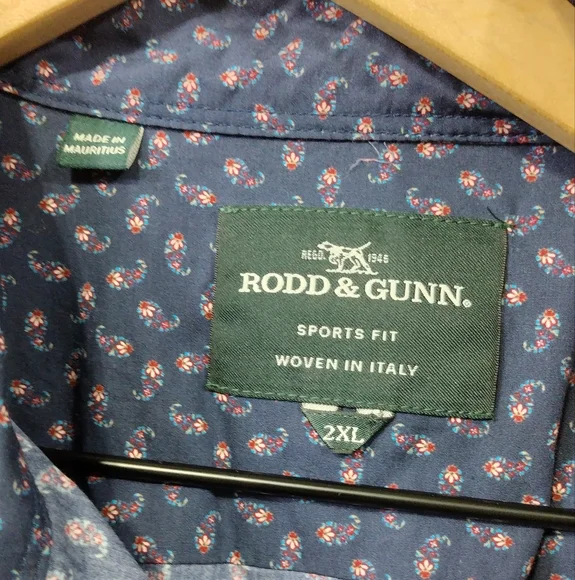 MADE IN
MAURITIUS
REGD. 1946
RODD & GUNN.
SPORTS FIT
WOVEN IN ITALY
2XL